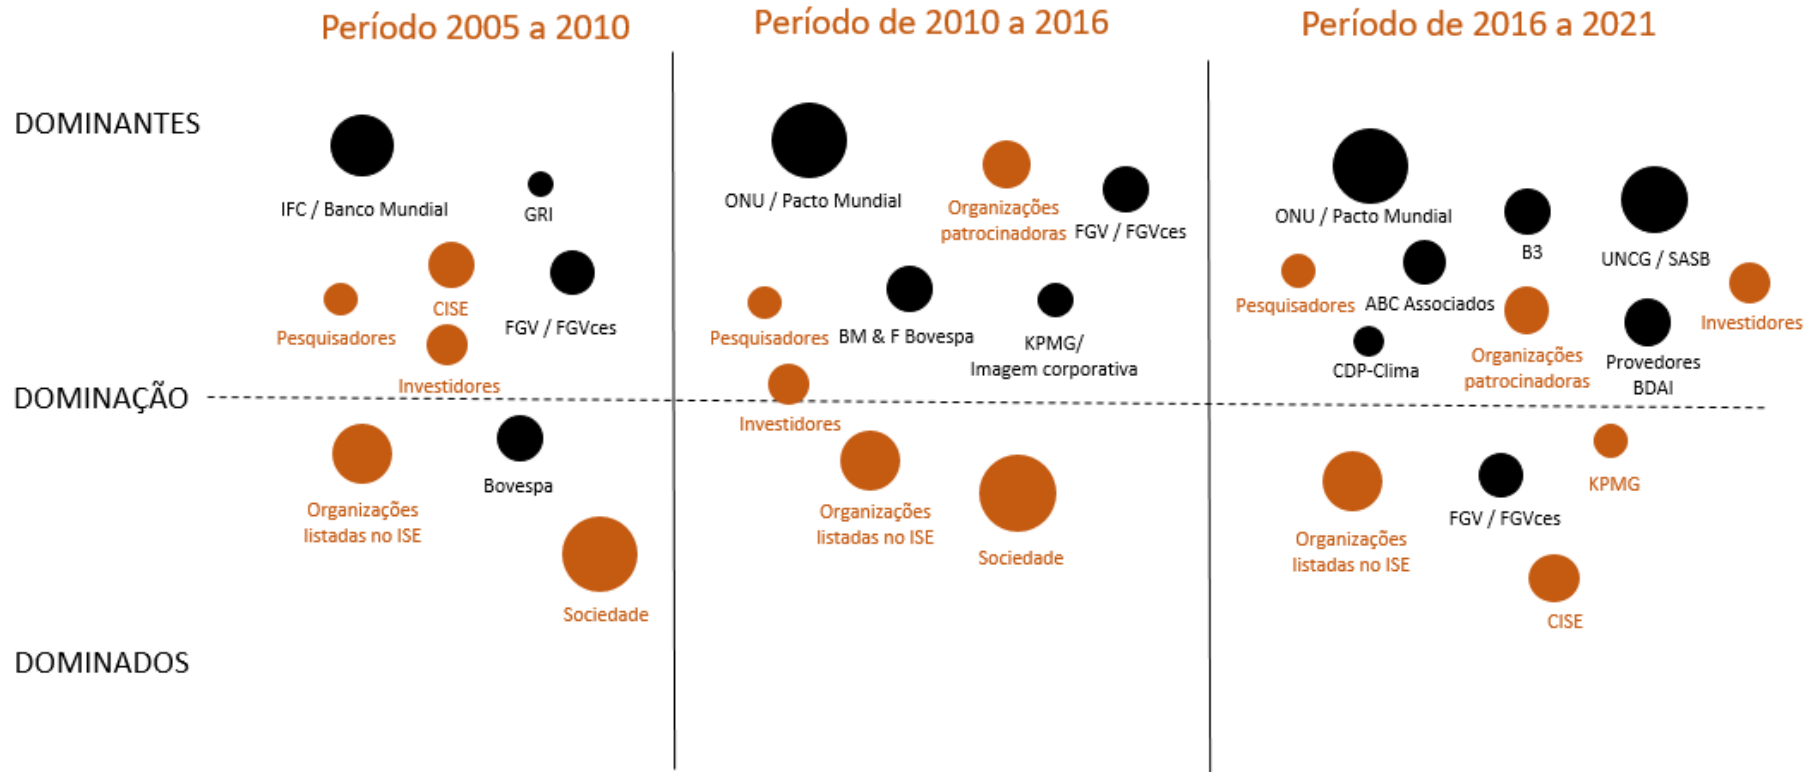 Período 2005 a 2010
Período de 2010 a 2016
Período de 2016 a 2021
DOMINANTES
IFC / Banco Mundial
GRI
CISE
Pesquisadores
FGV / FGVces
Investidores
ONU / Pacto Mundial
Organizações
patrocinadoras
FGV / FGVces
Pesquisadores
BM & F Bovespa
KPMG/
Imagem corporativa
ONU / Pacto Mundial
B3
UNCG / SASB
Pesquisadores
ABC Associados
Investidores
CDP-Clima
Organizações
patrocinadoras
Provedores
BDAI
DOMINAÇÃO
Bovespa
Organizações
listadas no ISE
Sociedade
Investidores
Organizações
listadas no ISE
Sociedade
KPMG
FGV / FGVces
Organizações
listadas no ISE
CISE
DOMINADOS